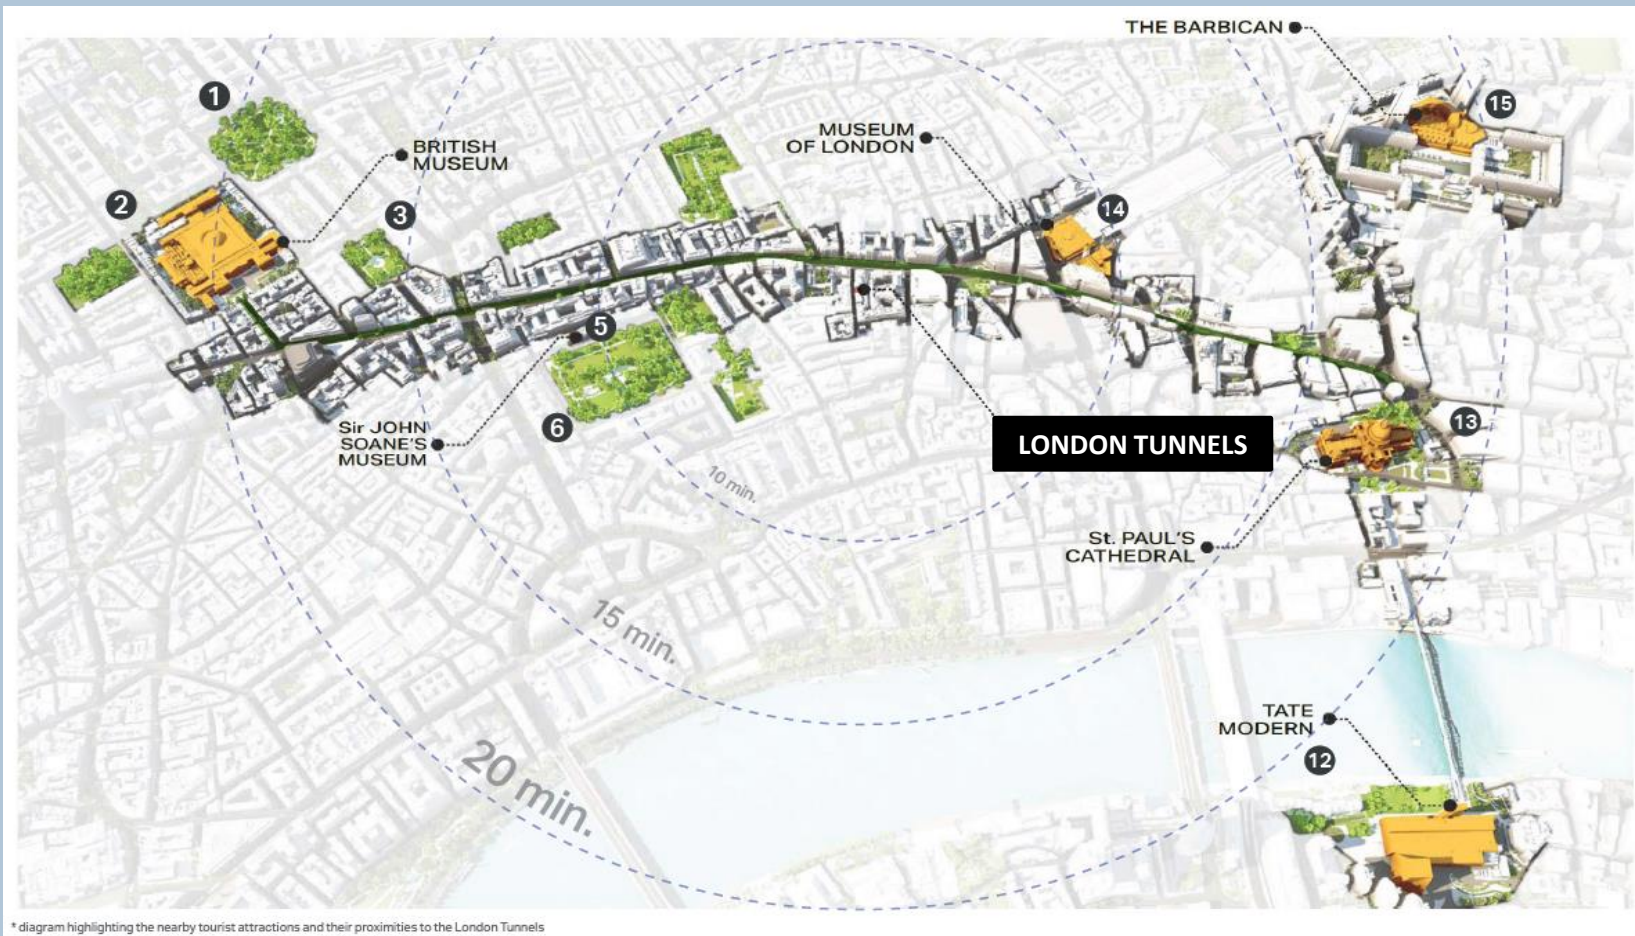 THE BARBICAN
1
15
BRITISH
MUSEUM
MUSEUM
OF LONDON
2
3
14
5
LONDON TUNNELS
13
6
Sir JOHN
SOANE'S
MUSEUM
10 min.
St. PAUL'S
CATHEDRAL
15 min.
TATE
MODERN
12
20 min.
* diagram highlighting the nearby tourist attractions and their proximities to the London Tunnels